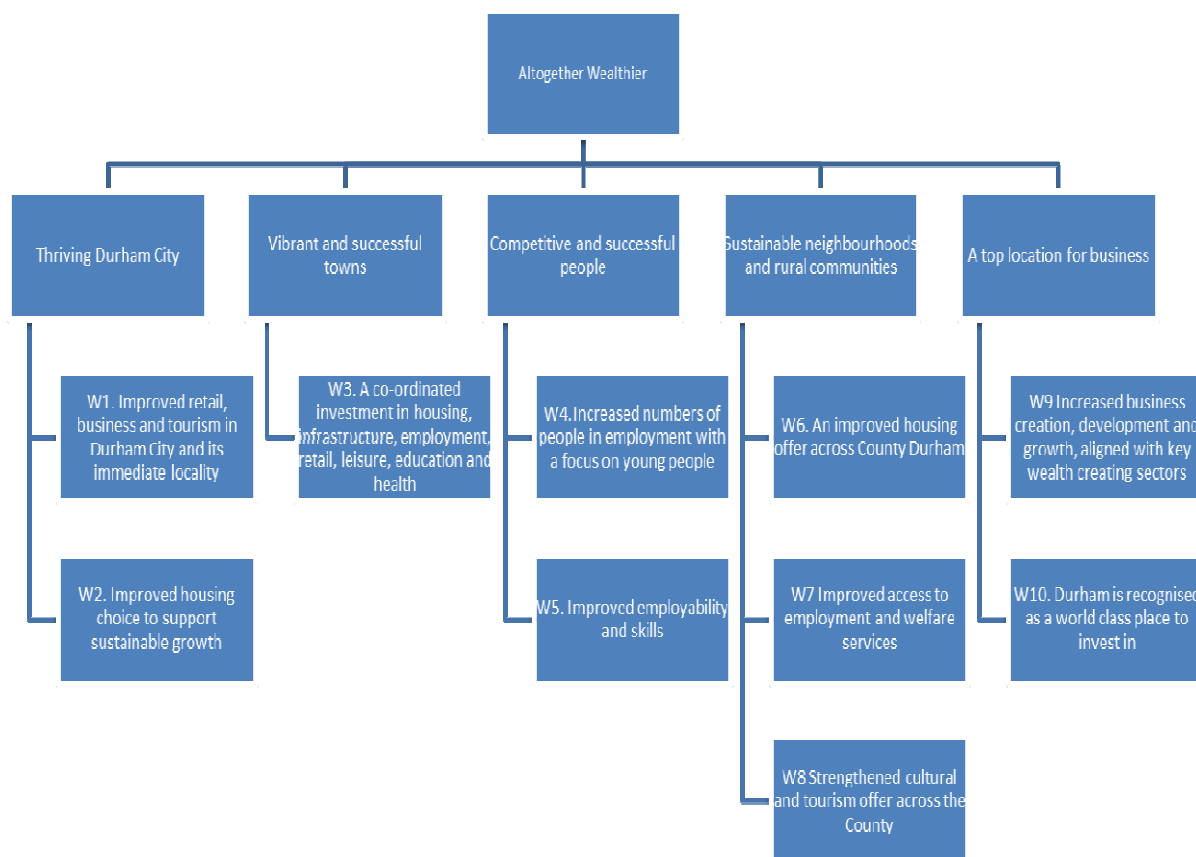 Altogether Wealthier
Thriving Durham City
Vibrant and successful
towns
Competitive and successful
people
Sustainable neighbourhoods
and rural communities
A top location for business
W1. Improved retail,
business and tourism in
Durham City and its
immediate locality
W2. Improved housing
choice to support
sustainable growth
W3. A co-ordinated
investment in housing,
infrastructure, employment,
retail, leisure, education and
health
W4. Increased numbers of
people in employment with
a focus on young people
W5. Improved employability
and skills
W6. An improved housing
offer across County Durham
W7 Improved access to
employment and welfare
services
W8 Strengthened cultural
and tourism offer across the
County
W9 Increased business
creation, development and
growth, aligned with key
wealth creating sectors
W10. Durham is recognised
as a world class place to
invest in